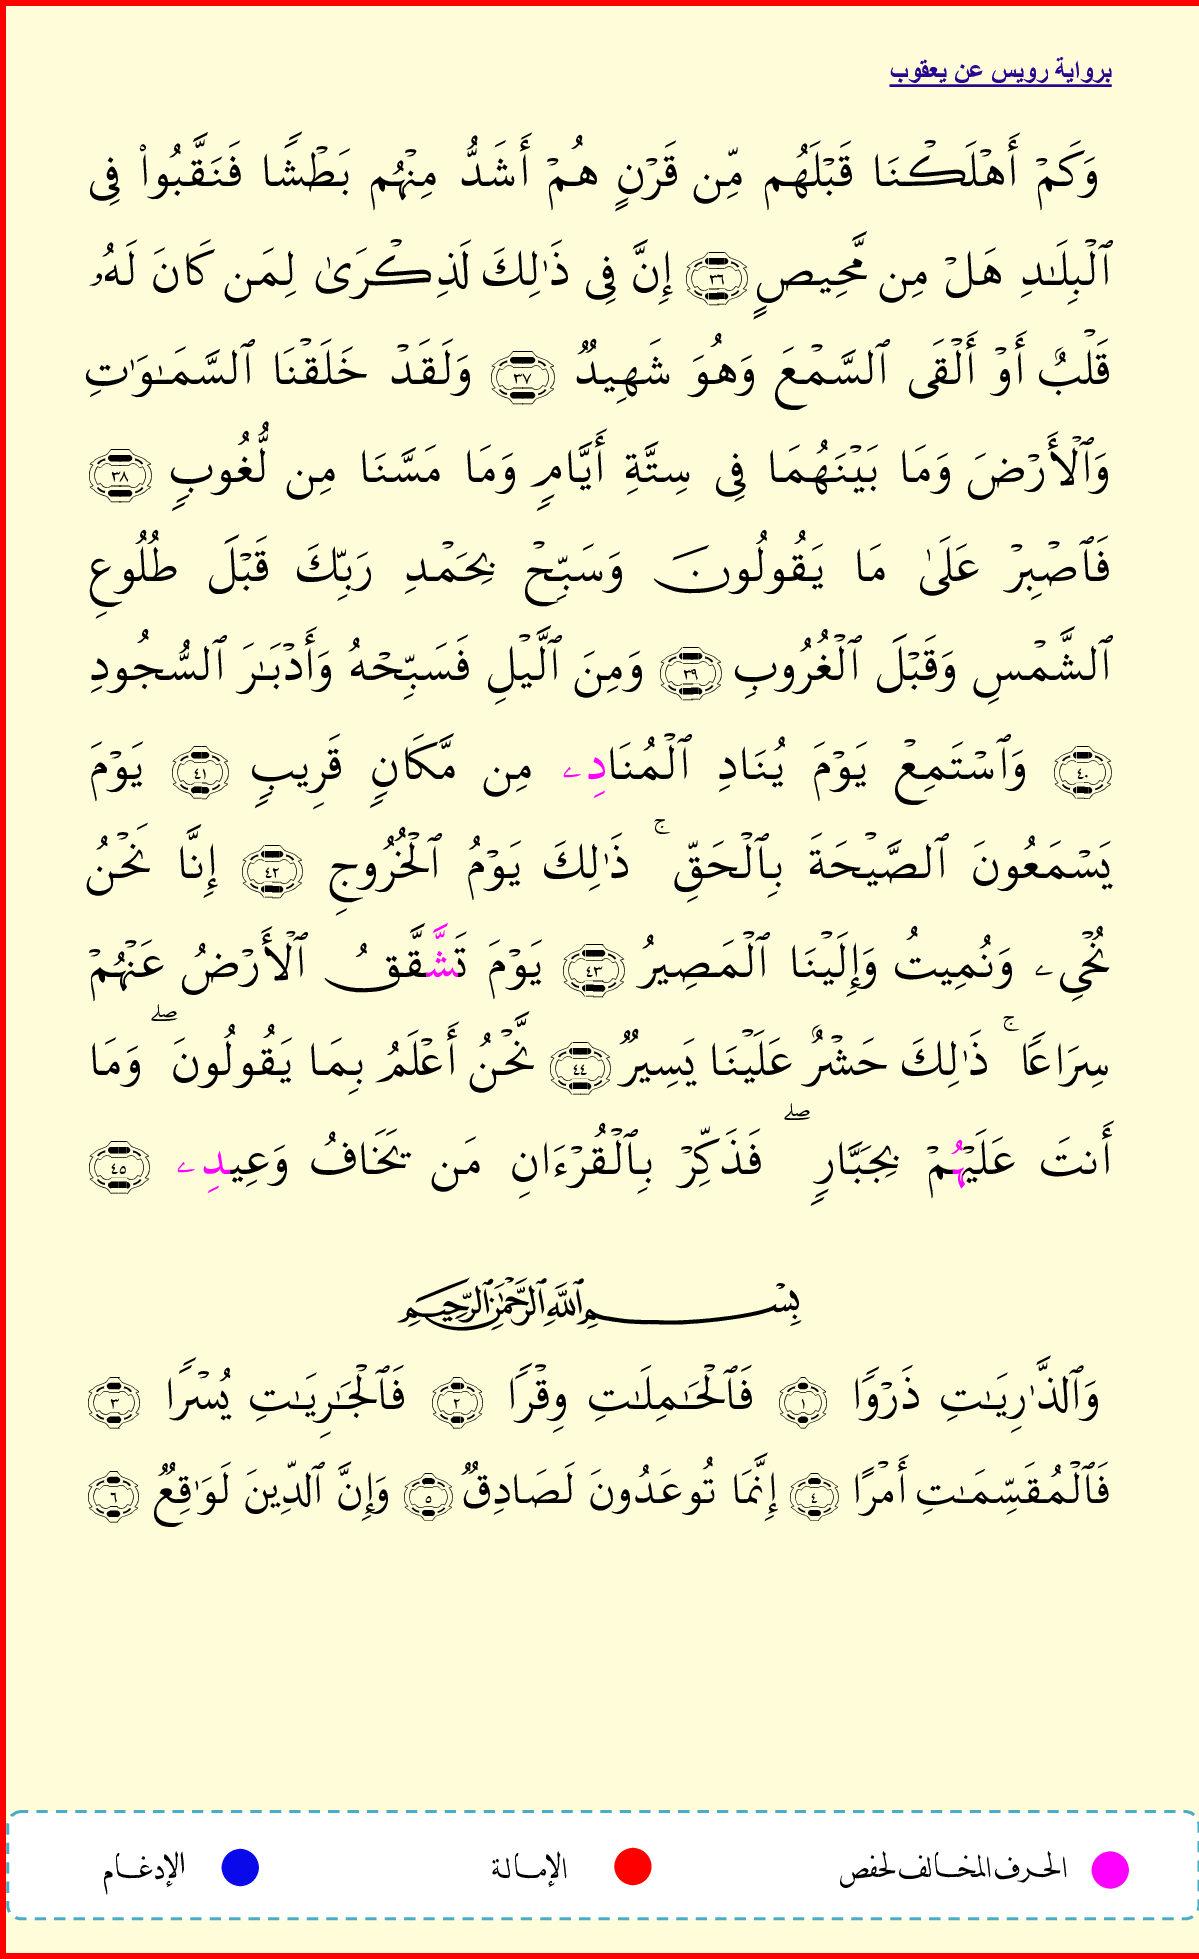 برواية رويس عن يعقوب
وَكَمۡ أَهۡلَكۡنَا قَبۡلَهُم مِّن قَرۡنٍ هُمۡ أَشَدُّ مِنۡهُم بَطۡشًا فَنَقَّبُواْ فِي
ٱلۡبِلَٰدِ هَلۡ مِن مَّحِيصٍ ٣٦ إِنَّ فِي ذَٰلِكَ لَذِكۡرَىٰ لِمَن كَانَ لَهُۥ
قَلۡبٌ أَوۡ أَلۡقَى ٱلسَّمۡعَ وَهُوَ شَهِيدٞ ٣٧ وَلَقَدۡ خَلَقۡنَا ٱلسَّمَٰوَٰتِ
وَٱلۡأَرۡضَ وَمَا بَيۡنَهُمَا فِي سِتَّةِ أَيَّامٖ وَمَا مَسَّنَا مِن لُّغُوبٖ ٣٨
فَٱصۡبِرۡ عَلَىٰ مَا يَقُولُونَ وَسَبِّحۡ بِحَمۡدِ رَبِّكَ قَبۡلَ طُلُوعِ
ٱلشَّمۡسِ وَقَبۡلَ ٱلۡغُرُوبِ ٣٩ وَمِنَ ٱلَّيۡلِ فَسَبِّحۡهُ وَأَدۡبَٰرَ ٱلسُّجُودِ
٤٠ وَٱسۡتَمِعۡ يَوۡمَ يُنَادِ ٱلۡمُنَادِۦ مِن مَّكَانٖ قَرِيبٖ ٤١ يَوۡمَ
يَسۡمَعُونَ ٱلصَّيۡحَةَ بِٱلۡحَقِّۚ ذَٰلِكَ يَوۡمُ ٱلۡخُرُوجِ ٤٢ إِنَّا نَحۡنُ
نُحۡيِۦ وَنُمِيتُ وَإِلَيۡنَا ٱلۡمَصِيرُ ٤٣ يَوۡمَ تَشَّقَّقُ ٱلۡأَرۡضُ عَنۡهُمۡ
سِرَاعٗاۚ ذَٰلِكَ حَشۡرٌ عَلَيۡنَا يَسِيرٞ ٤٤ نَّحۡنُ أَعۡلَمُ بِمَا يَقُولُونَۖ وَمَا
أَنتَ عَلَيۡهُمۡ بِجَبَّارٖۖ فَذَكِّرۡ بِٱلۡقُرۡءَانِ مَن يَخَافُ وَعِيدِۦ ٤٥
بِسۡمِ ٱللَّهِ ٱلرَّحۡمَٰنِ ٱلرَّحِيمِ
وَٱلذَّٰرِيَٰتِ ذَرۡوٗا ١ فَٱلۡحَٰمِلَٰتِ وِقۡرٗا ٢ فَٱلۡجَٰرِيَٰتِ يُسۡرٗا ٣
فَٱلۡمُقَسِّمَٰتِ أَمۡرًا ٤ إِنَّمَا تُوعَدُونَ لَصَادِقٞ ٥ وَإِنَّ ٱلدِّينَ لَوَٰقِعٞ ٦
الحرف المخالف لحفص الإمالة الإدغام